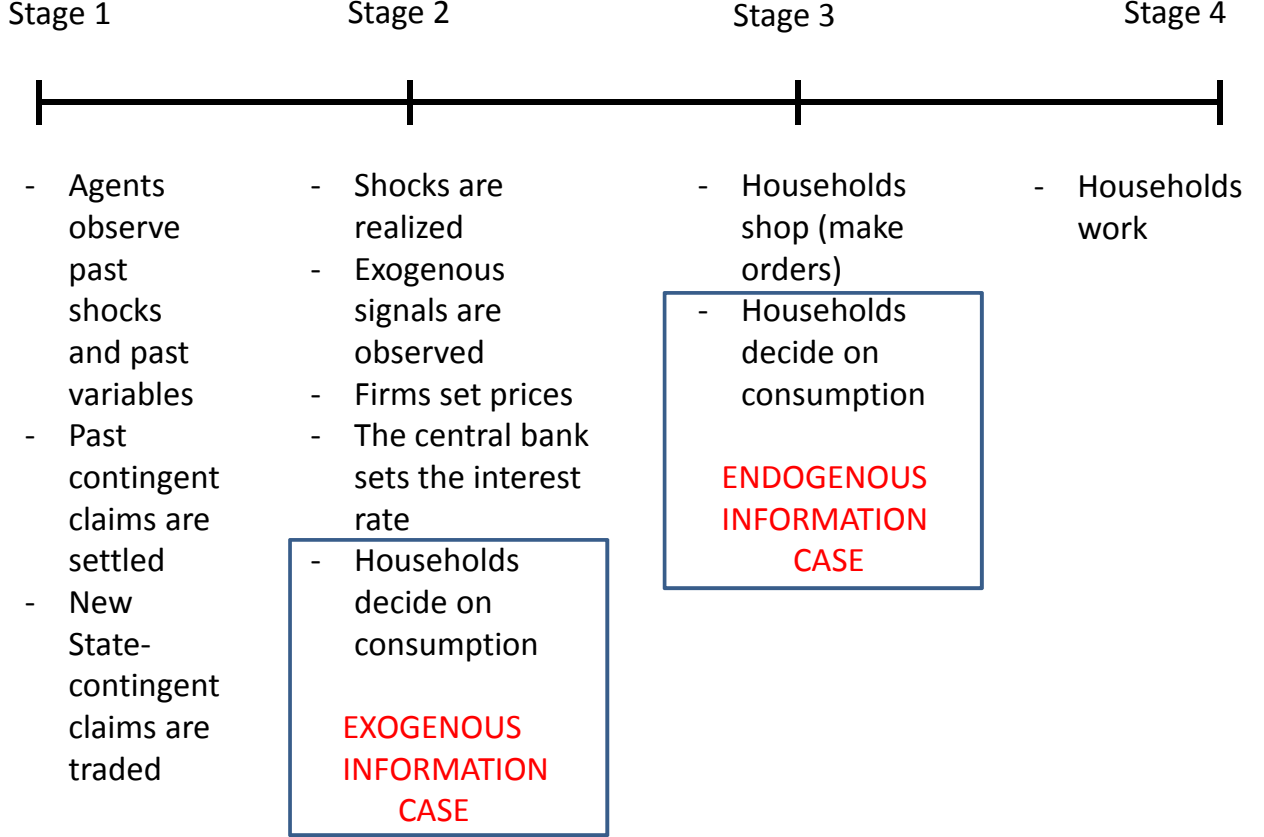 Stage 1
Stage 2
Stage 3
Stage 4
- Agents
observe
past
shocks
and past
variables
- Past
contingent
claims are
settled
- New
State-
contingent
claims are
traded
- Shocks are
realized
- Exogenous
signals are
observed
- Firms set prices
- The central bank
sets the interest
rate
- Households
decide on
consumption
EXOGENOUS
INFORMATION
CASE
- Households
shop (make
orders)
- Households
decide on
consumption
ENDOGENOUS
INFORMATION
CASE
- Households
work